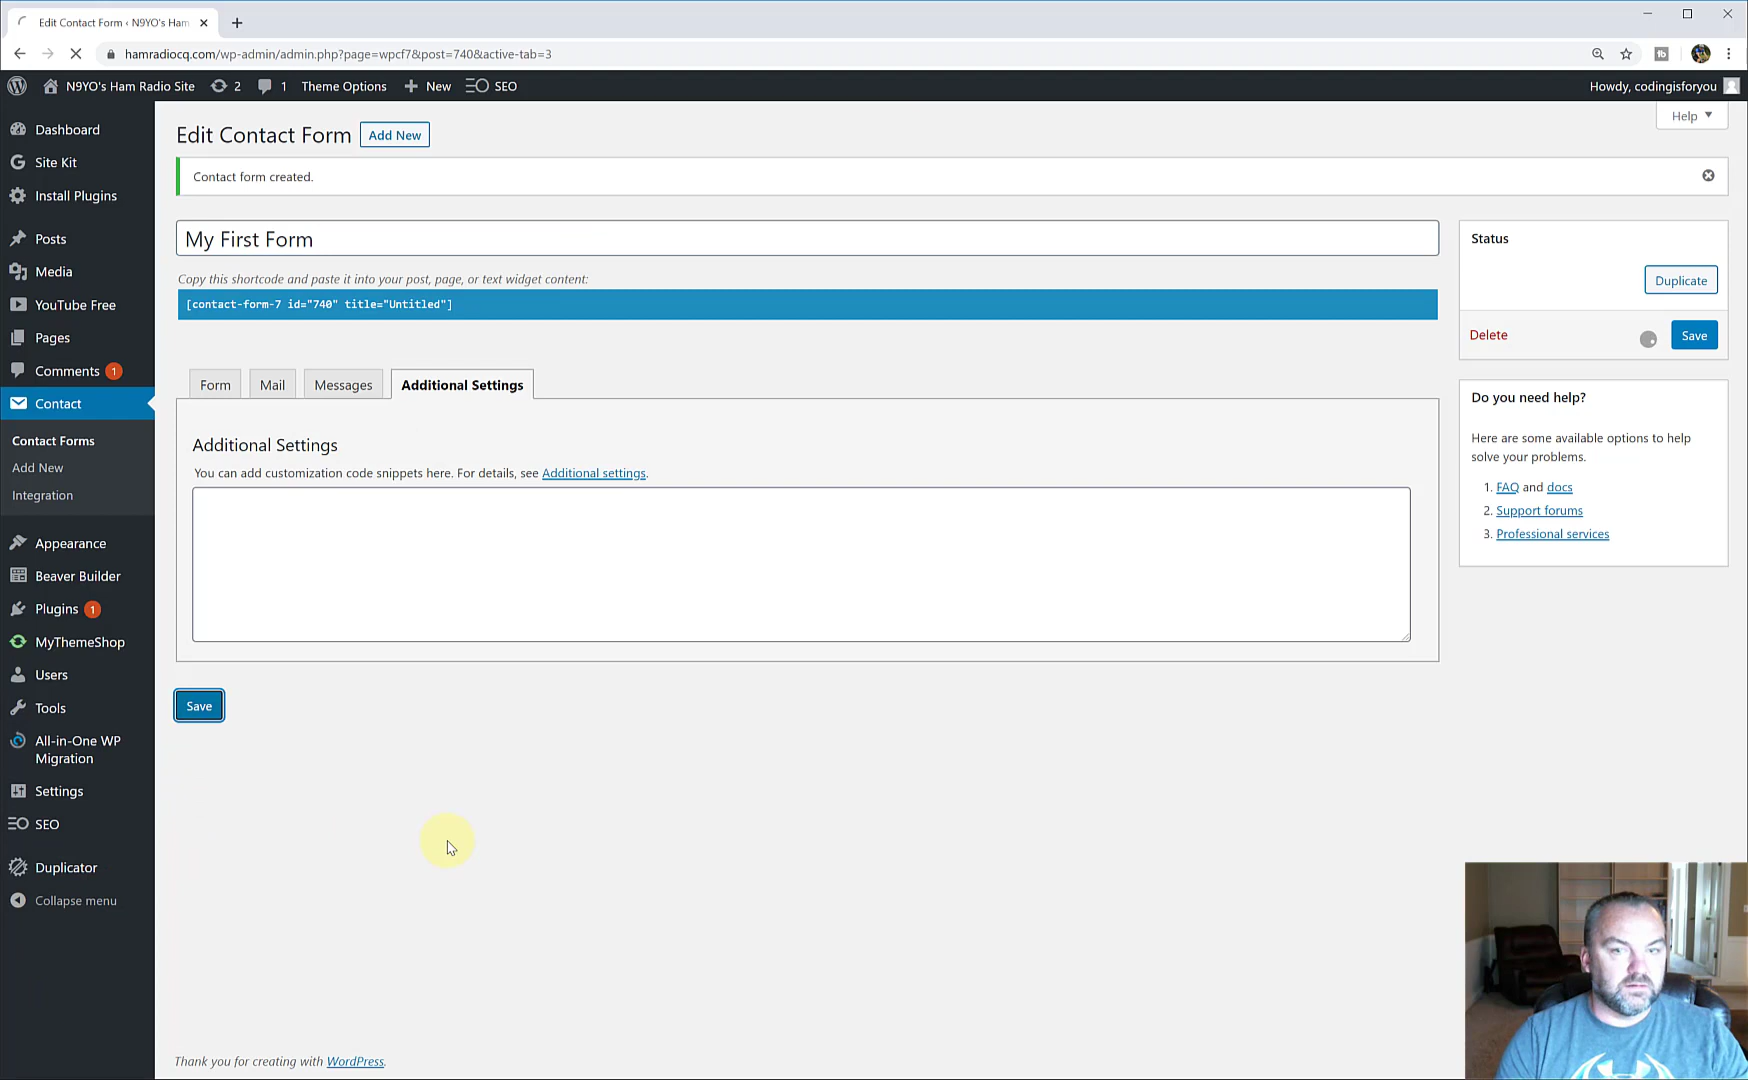 Edit Contact Form ‹ N9YO's Ham
hamradiocq.com/wp-admin/admin.php?page=wpcf7&post=740&active-tab=3
N9YO's Ham Radio Site
2
1
Theme Options
New
SEO
Howdy, codingisforyou
Dashboard
Site Kit
Install Plugins
Posts
Media
YouTube Free
Pages
Comments 1
Contact
Contact Forms
Add New
Integration
Appearance
Beaver Builder
Plugins 1
MyThemeShop
Users
Tools
All-in-One WP
Migration
Settings
SEO
Duplicator
Collapse menu
Help
Edit Contact Form
Add New
Contact form created.
My First Form
Copy this shortcode and paste it into your post, page, or text widget content:
[contact-form-7 id="740" title="Untitled"]
Form
Mail
Messages
Additional Settings
Additional Settings
You can add customization code snippets here. For details, see Additional settings.
Save
Status
Duplicate
Delete
Save
Do you need help?
Here are some available options to help
solve your problems.
1. FAQ and docs
2. Support forums
3. Professional services
Thank you for creating with WordPress.